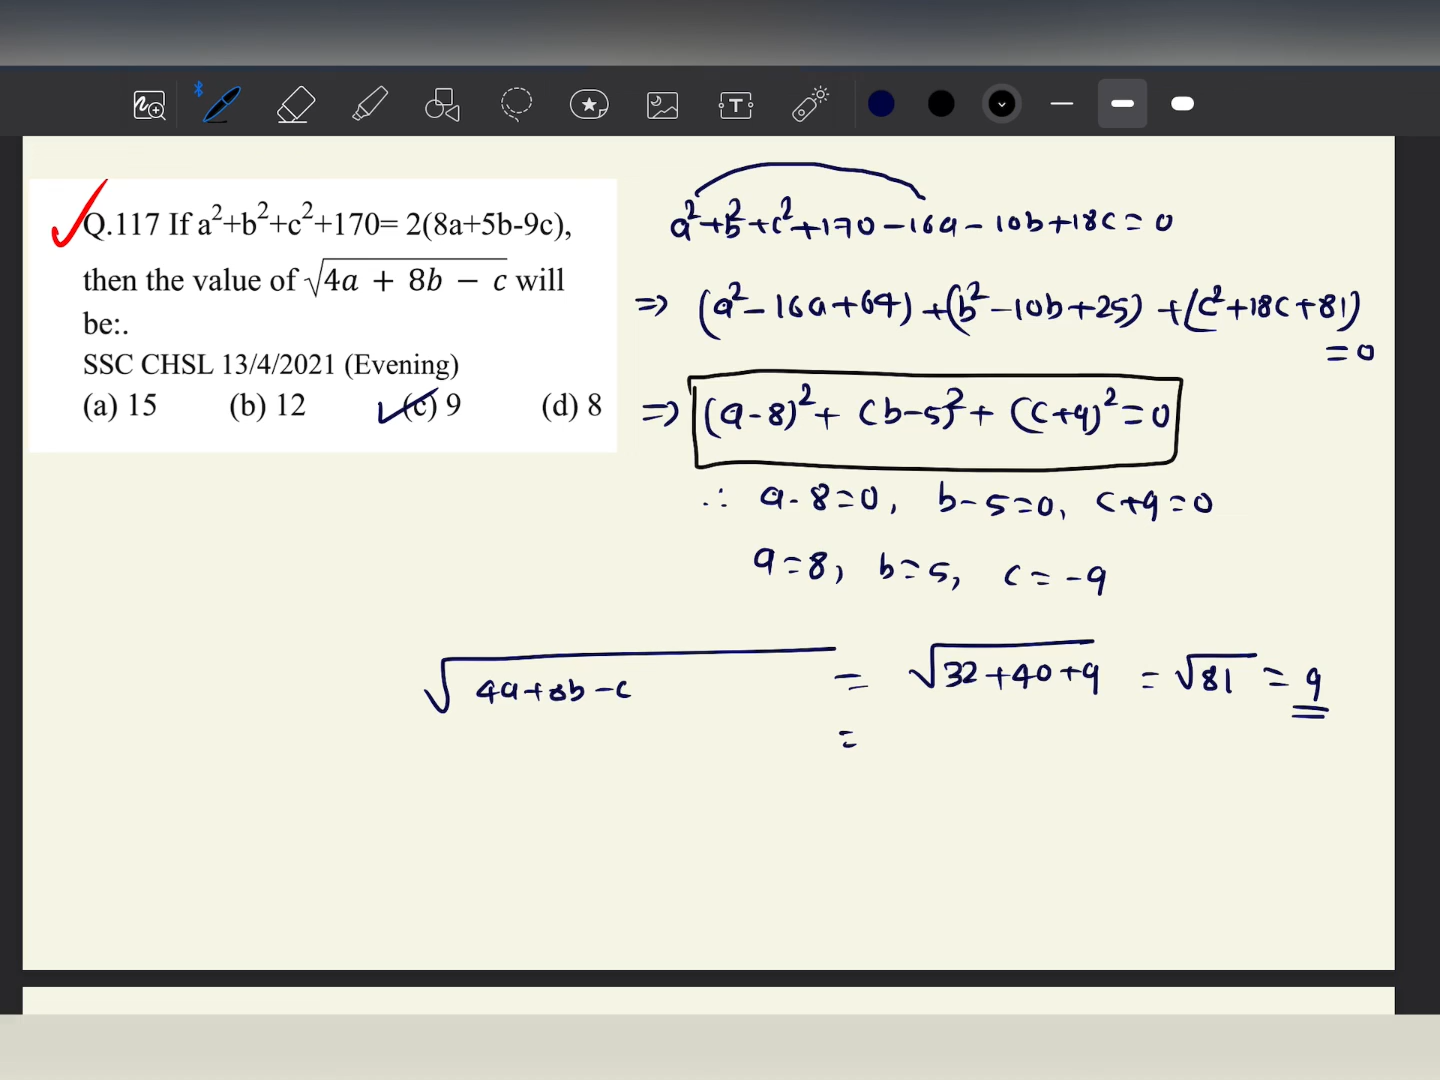 Q.117 If a²+b²+c²+170= 2(8a+5b-9c),
then the value of √(4a + 8b − c) will
be:.
SSC CHSL 13/4/2021 (Evening)
(a) 15 (b) 12 (c) 9 (d) 8
a²+b²+c²+170-16a-10b+18c=0
=> (a²-16a+64)+(b²-10b+25)+(c²+18c+81)
=0
=> (a-8)²+(b-5)²+(c+9)²=0
∴ a-8=0, b-5=0, c+9=0
a=8, b=5, c=-9
√(4a+8b-c) = √(32+40+9) = √81 = 9
=